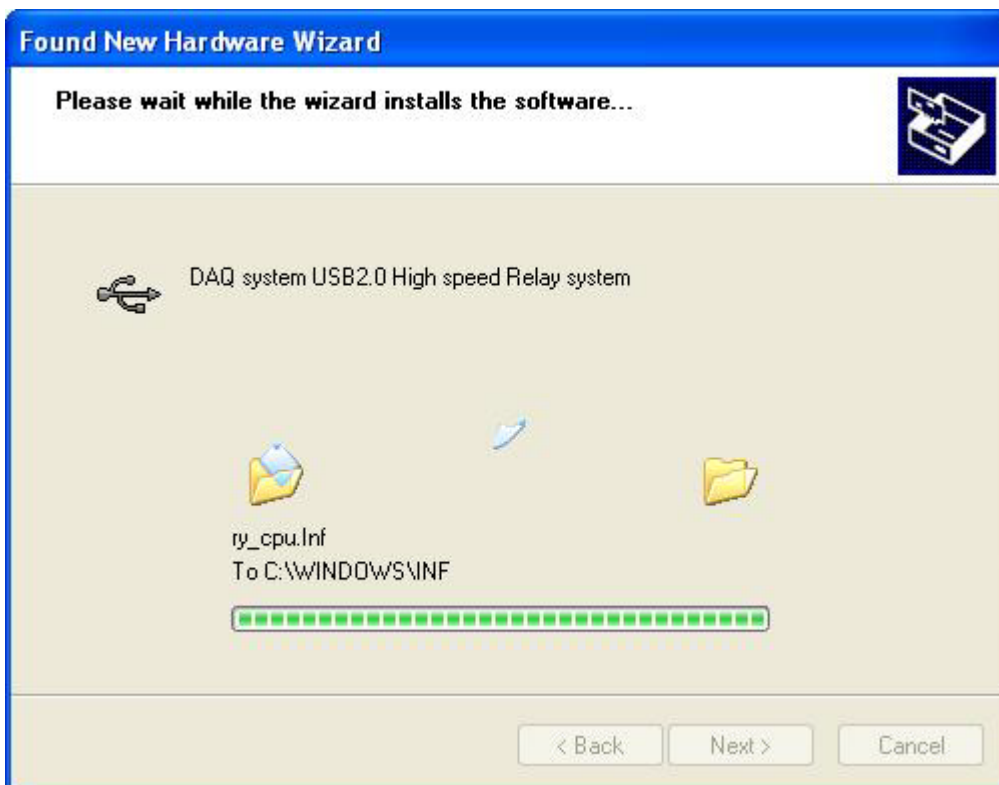 Found New Hardware Wizard
Please wait while the wizard installs the software...
DAQ system USB2.0 High speed Relay system
ry_cpu.Inf
To C:\WINDOWS\INF
< Back
Next >
Cancel